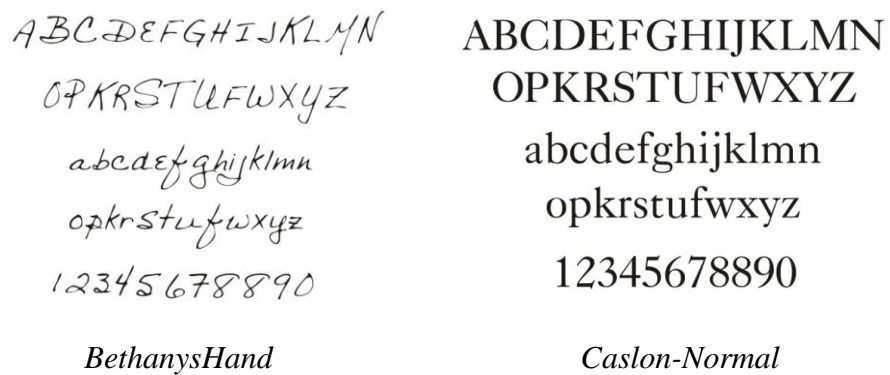 ABCDEFGHIJKLMN
OPKRSTUFWXYZ
abcdefghijklmn
opkrstufwxyz
12345678890
BethanysHand
ABCDEFGHIJKLMN
OPKRSTUFWXYZ
abcdefghijklmn
opkrstufwxyz
12345678890
Caslon-Normal